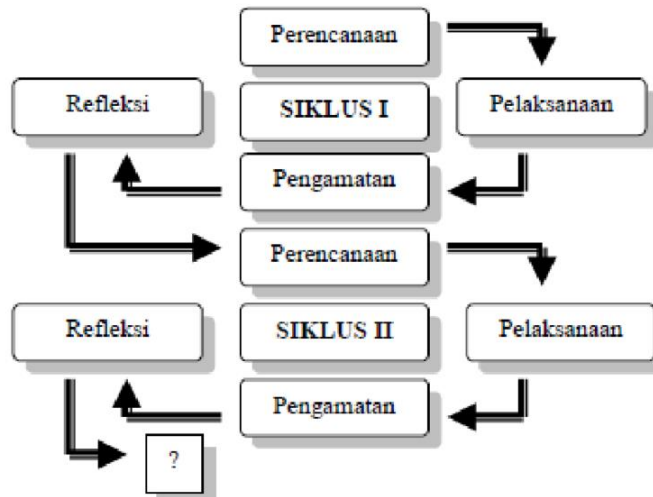 Perencanaan
Refleksi
SIKLUS I
Pelaksanaan
Pengamatan
Perencanaan
Refleksi
SIKLUS II
Pelaksanaan
Pengamatan
?